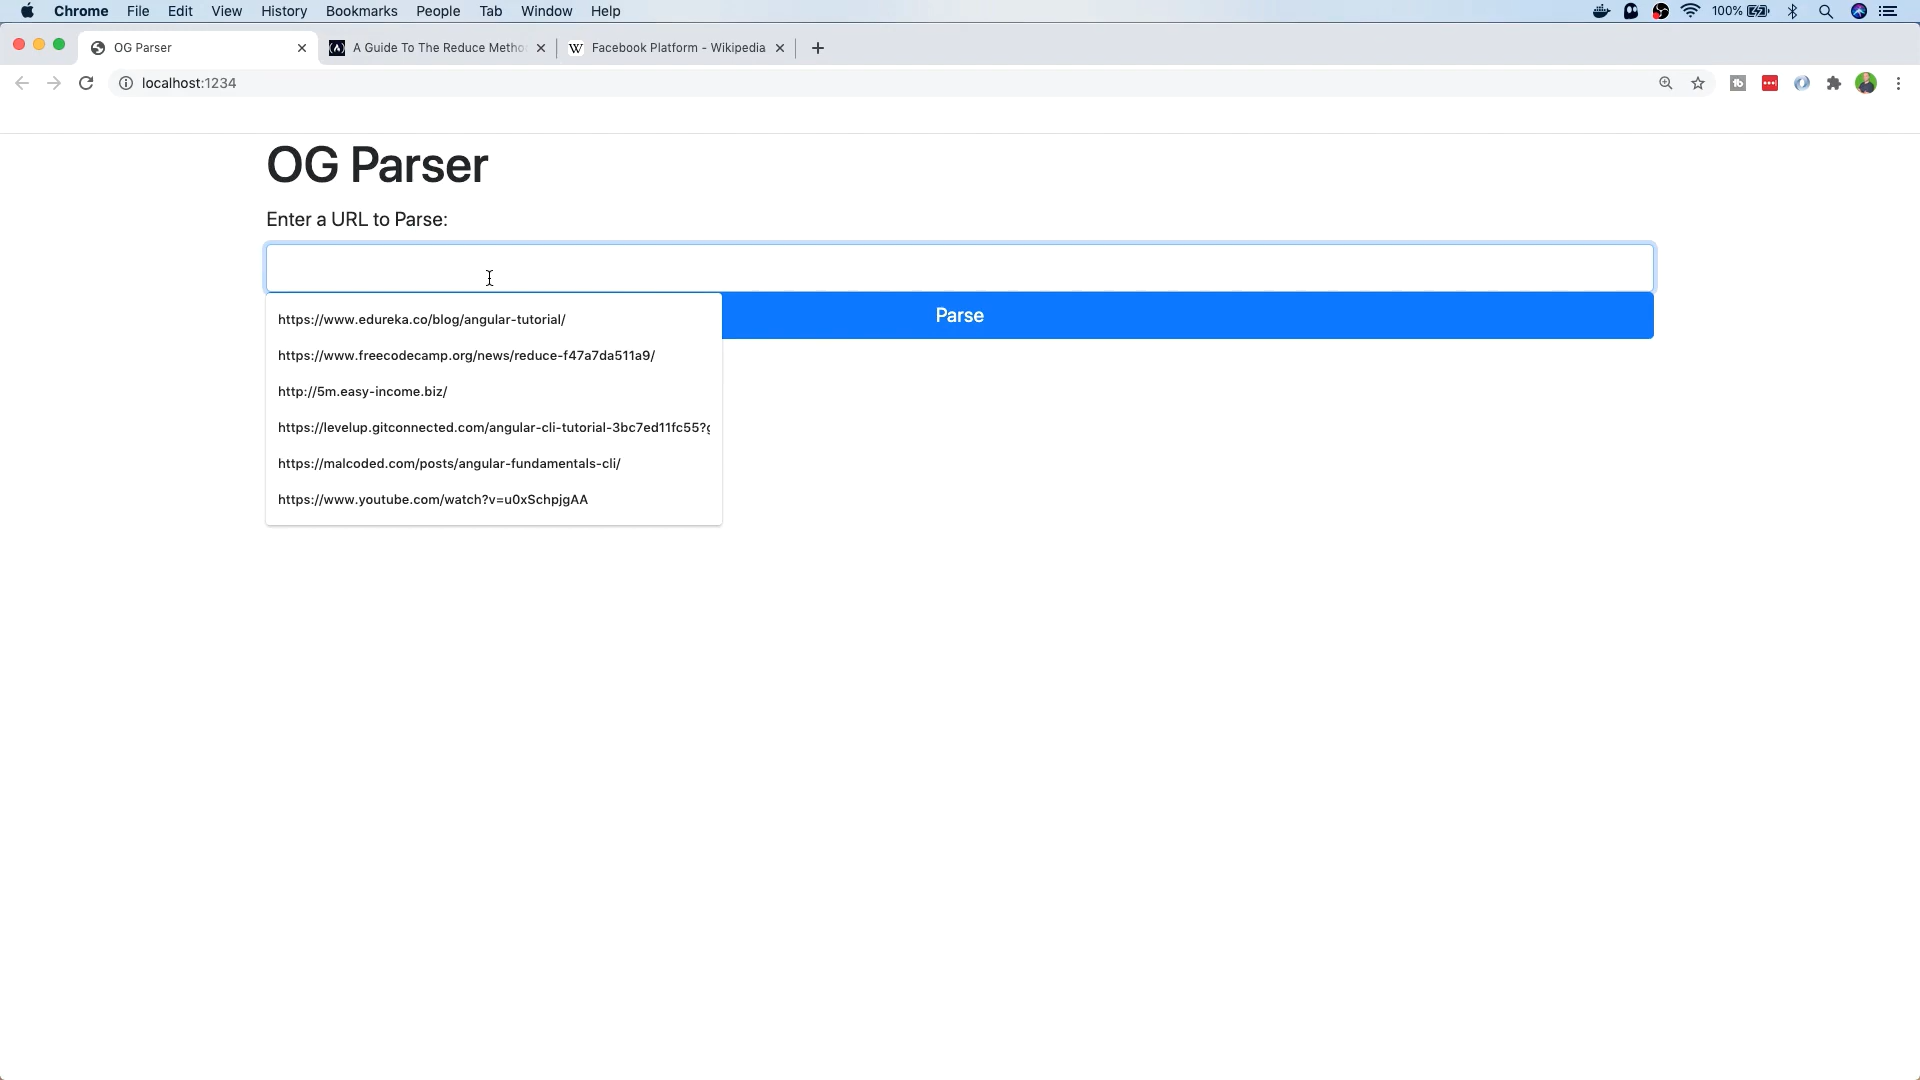 Chrome File Edit View History Bookmarks People Tab Window Help 100%
OG Parser A Guide To The Reduce Metho Facebook Platform - Wikipedia
localhost:1234
OG Parser
Enter a URL to Parse:
Parse
https://www.edureka.co/blog/angular-tutorial/
https://www.freecodecamp.org/news/reduce-f47a7da511a9/
http://5m.easy-income.biz/
https://levelup.gitconnected.com/angular-cli-tutorial-3bc7ed11fc55?g
https://malcoded.com/posts/angular-fundamentals-cli/
https://www.youtube.com/watch?v=u0xSchpjgAA